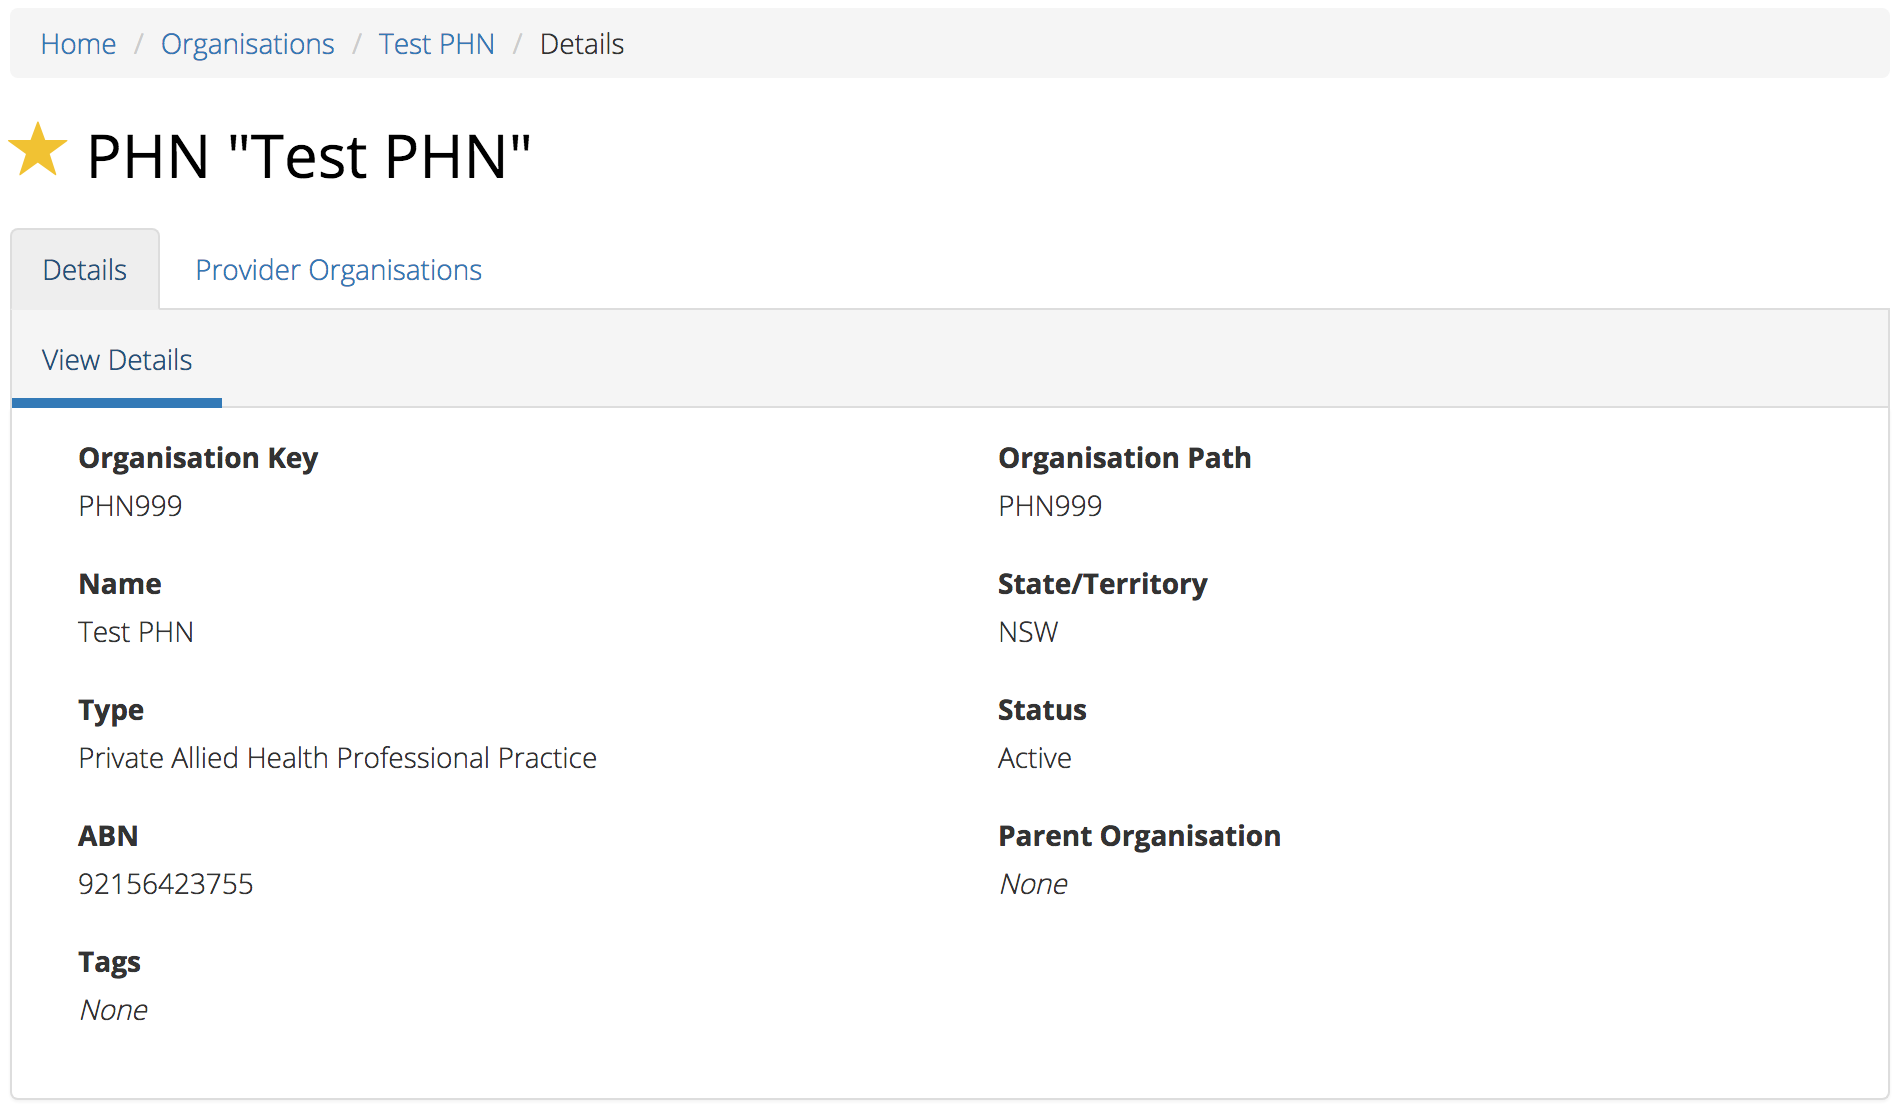 Home / Organisations / Test PHN / Details
PHN "Test PHN"
Details Provider Organisations
View Details
Organisation Key
PHN999
Organisation Path
PHN999
Name
Test PHN
State/Territory
NSW
Type
Private Allied Health Professional Practice
Status
Active
ABN
92156423755
Parent Organisation
None
Tags
None